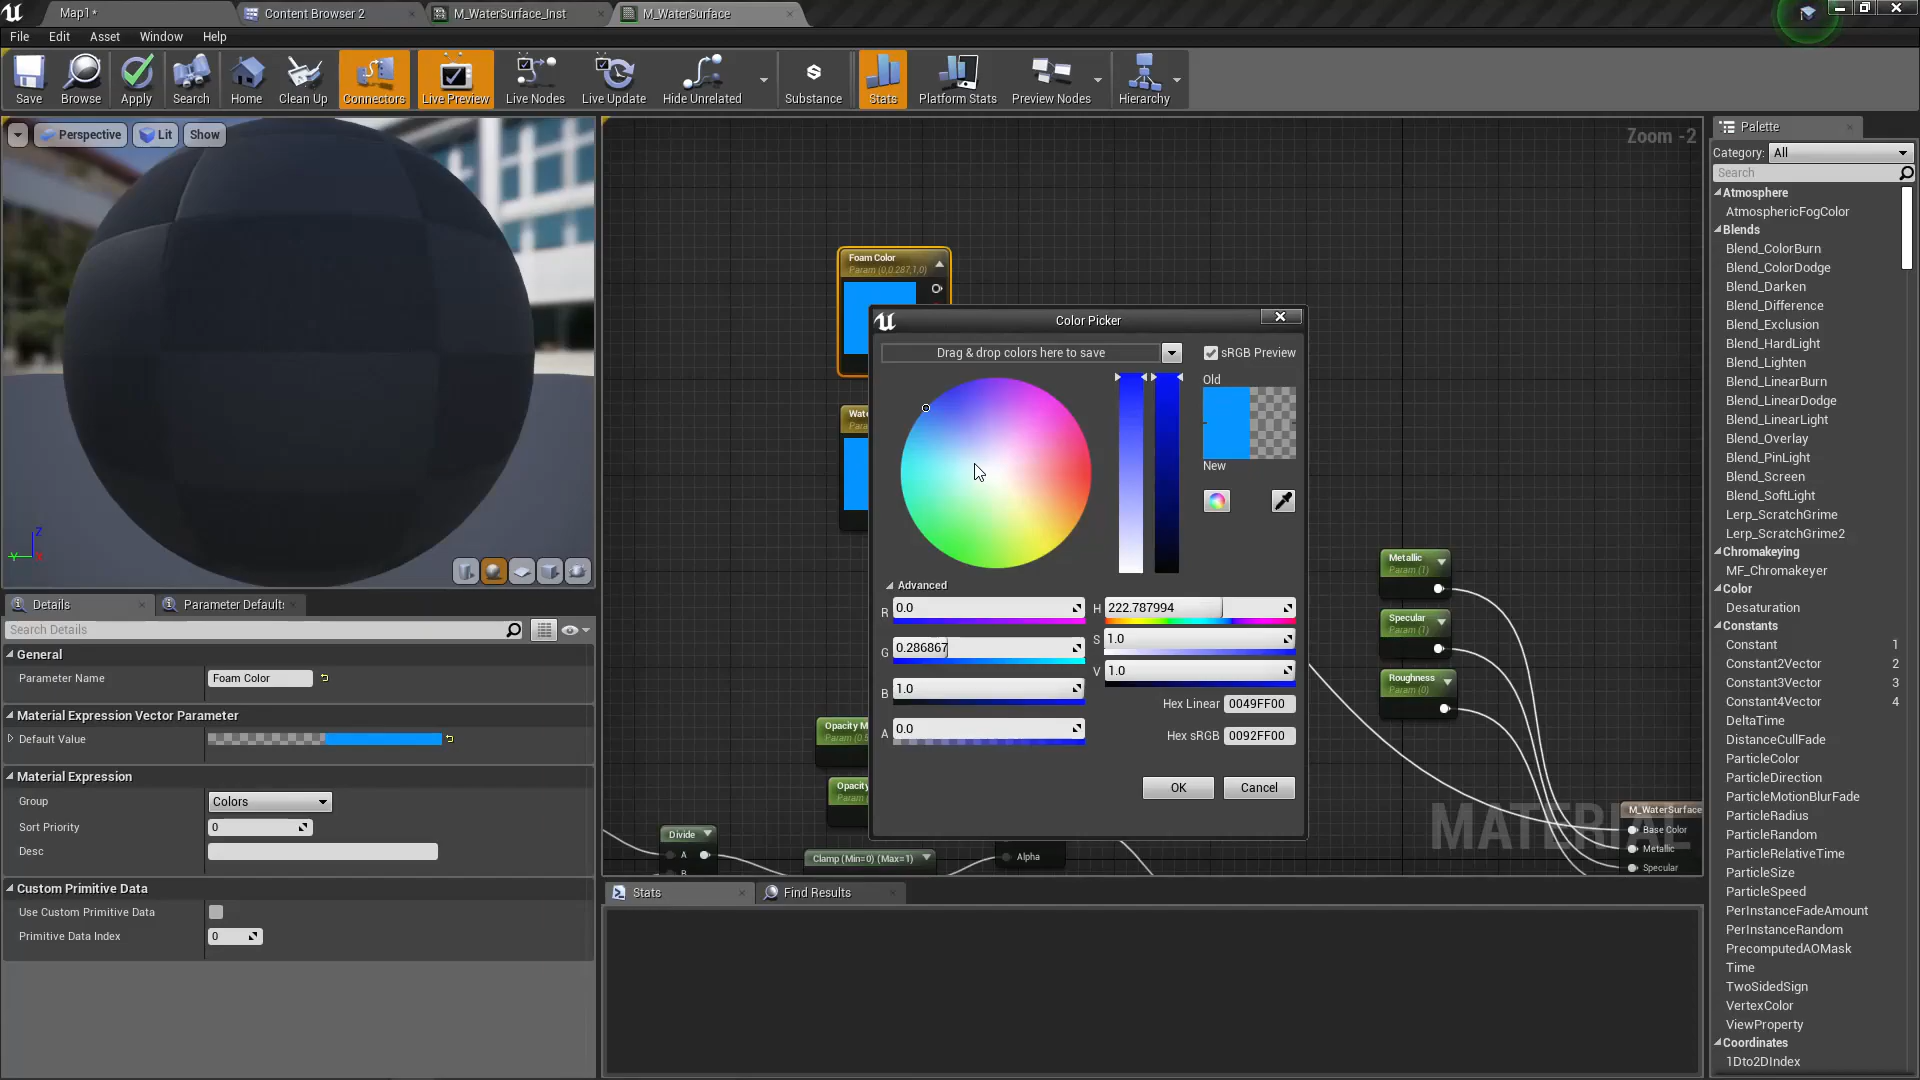 Map1*
Content Browser 2
M_WaterSurface_Inst
M_WaterSurface
File
Edit
Asset
Window
Help
Save
Browse
Apply
Search
Home
Clean Up
Connectors
Live Preview
Live Nodes
Live Update
Hide Unrelated
Substance
Stats
Platform Stats
Preview Nodes
Hierarchy
Perspective
Lit
Show
Zoom -2
Palette
Category:
All
Search
Atmosphere
AtmosphericFogColor
Blends
Blend_ColorBurn
Blend_ColorDodge
Blend_Darken
Blend_Difference
Blend_Exclusion
Blend_HardLight
Blend_Lighten
Blend_LinearBurn
Blend_LinearDodge
Blend_LinearLight
Blend_Overlay
Blend_PinLight
Blend_Screen
Blend_SoftLight
Lerp_ScratchGrime
Lerp_ScratchGrime2
Chromakeying
MF_Chromakeyer
Color
Desaturation
Constants
Constant 1
Constant2Vector 2
Constant3Vector 3
Constant4Vector 4
DeltaTime
DistanceCullFade
ParticleColor
ParticleDirection
ParticleMotionBlurFade
ParticleRadius
ParticleRandom
ParticleRelativeTime
ParticleSize
ParticleSpeed
PerInstanceFadeAmount
PerInstanceRandom
PrecomputedAOMask
Time
TwoSidedSign
VertexColor
ViewProperty
Coordinates
1Dto2DIndex
Foam Color
Param (0,0.287,1,0)
Color Picker
Drag & drop colors here to save
sRGB Preview
Old
New
Advanced
R 0.0
G 0.286867
B 1.0
A 0.0
H 222.787994
S 1.0
V 1.0
Hex Linear 0049FF00
Hex sRGB 0092FF00
OK
Cancel
Metallic
Param (1)
Specular
Param (1)
Roughness
Param (0)
Divide
A
B
Clamp (Min=0) (Max=1)
Alpha
Opacity
Param
M_WaterSurface
Base Color
Metallic
Specular
MATERIAL
Z
Y
Details
Parameter Defaults
Search Details
General
Parameter Name Foam Color
Material Expression Vector Parameter
Default Value
Material Expression
Group Colors
Sort Priority 0
Desc
Custom Primitive Data
Use Custom Primitive Data
Primitive Data Index 0
Stats
Find Results